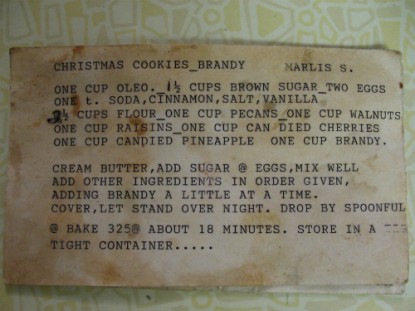 CHRISTMAS COOKIES_BRANDY MARLIS S.
ONE CUP OLEO._1½ CUPS BROWN SUGAR_TWO EGGS
ONE t. SODA,CINNAMON,SALT,VANILLA
3½ CUPS FLOUR_ONE CUP PECANS_ONE CUP WALNUTS
ONE CUP RAISINS_ONE CUP CAN DIED CHERRIES
ONE CUP CANDIED PINEAPPLE ONE CUP BRANDY.
CREAM BUTTER,ADD SUGAR @ EGGS,MIX WELL
ADD OTHER INGREDIENTS IN ORDER GIVEN,
ADDING BRANDY A LITTLE AT A TIME.
COVER,LET STAND OVER NIGHT. DROP BY SPOONFUL
@ BAKE 325@ ABOUT 18 MINUTES. STORE IN A
TIGHT CONTAINER.....